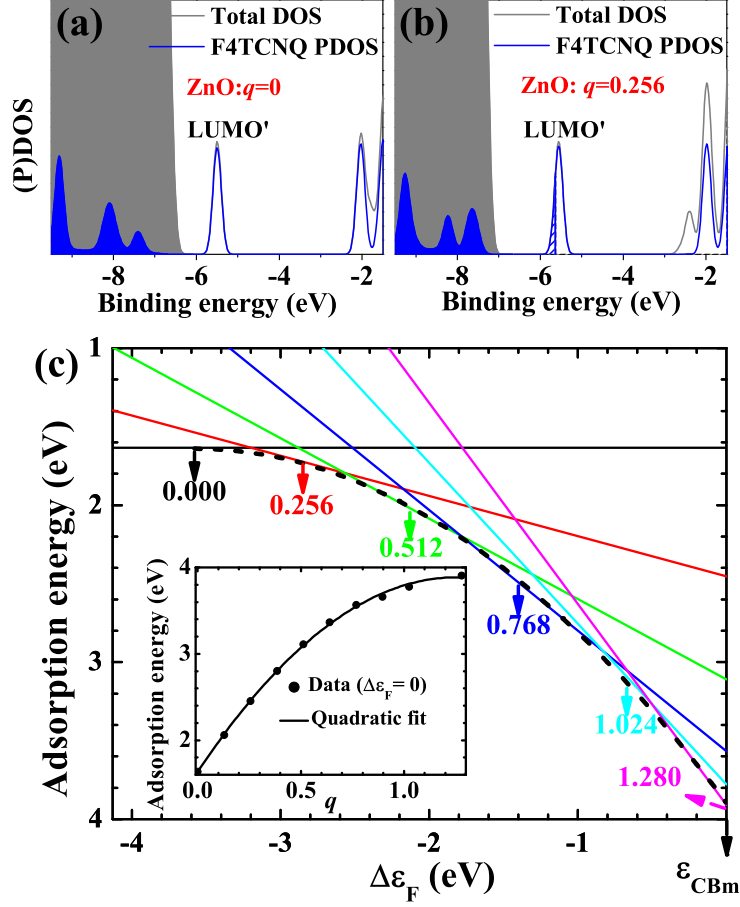 (a)
Total DOS
F4TCNQ PDOS
ZnO:q=0
LUMO'
(P)DOS
-8 -6 -4 -2
Binding energy (eV)
(b)
Total DOS
F4TCNQ PDOS
ZnO: q=0.256
LUMO'
-8 -6 -4 -2
Binding energy (eV)
(c)
1
2
3
4
Adsorption energy (eV)
0.000
0.256
0.512
0.768
1.024
1.280
4
3
2
Adsorption energy (eV)
Data (ΔεF= 0)
Quadratic fit
0.0 0.5 1.0
q
-4 -3 -2 -1
ΔεF (eV)
εCBm